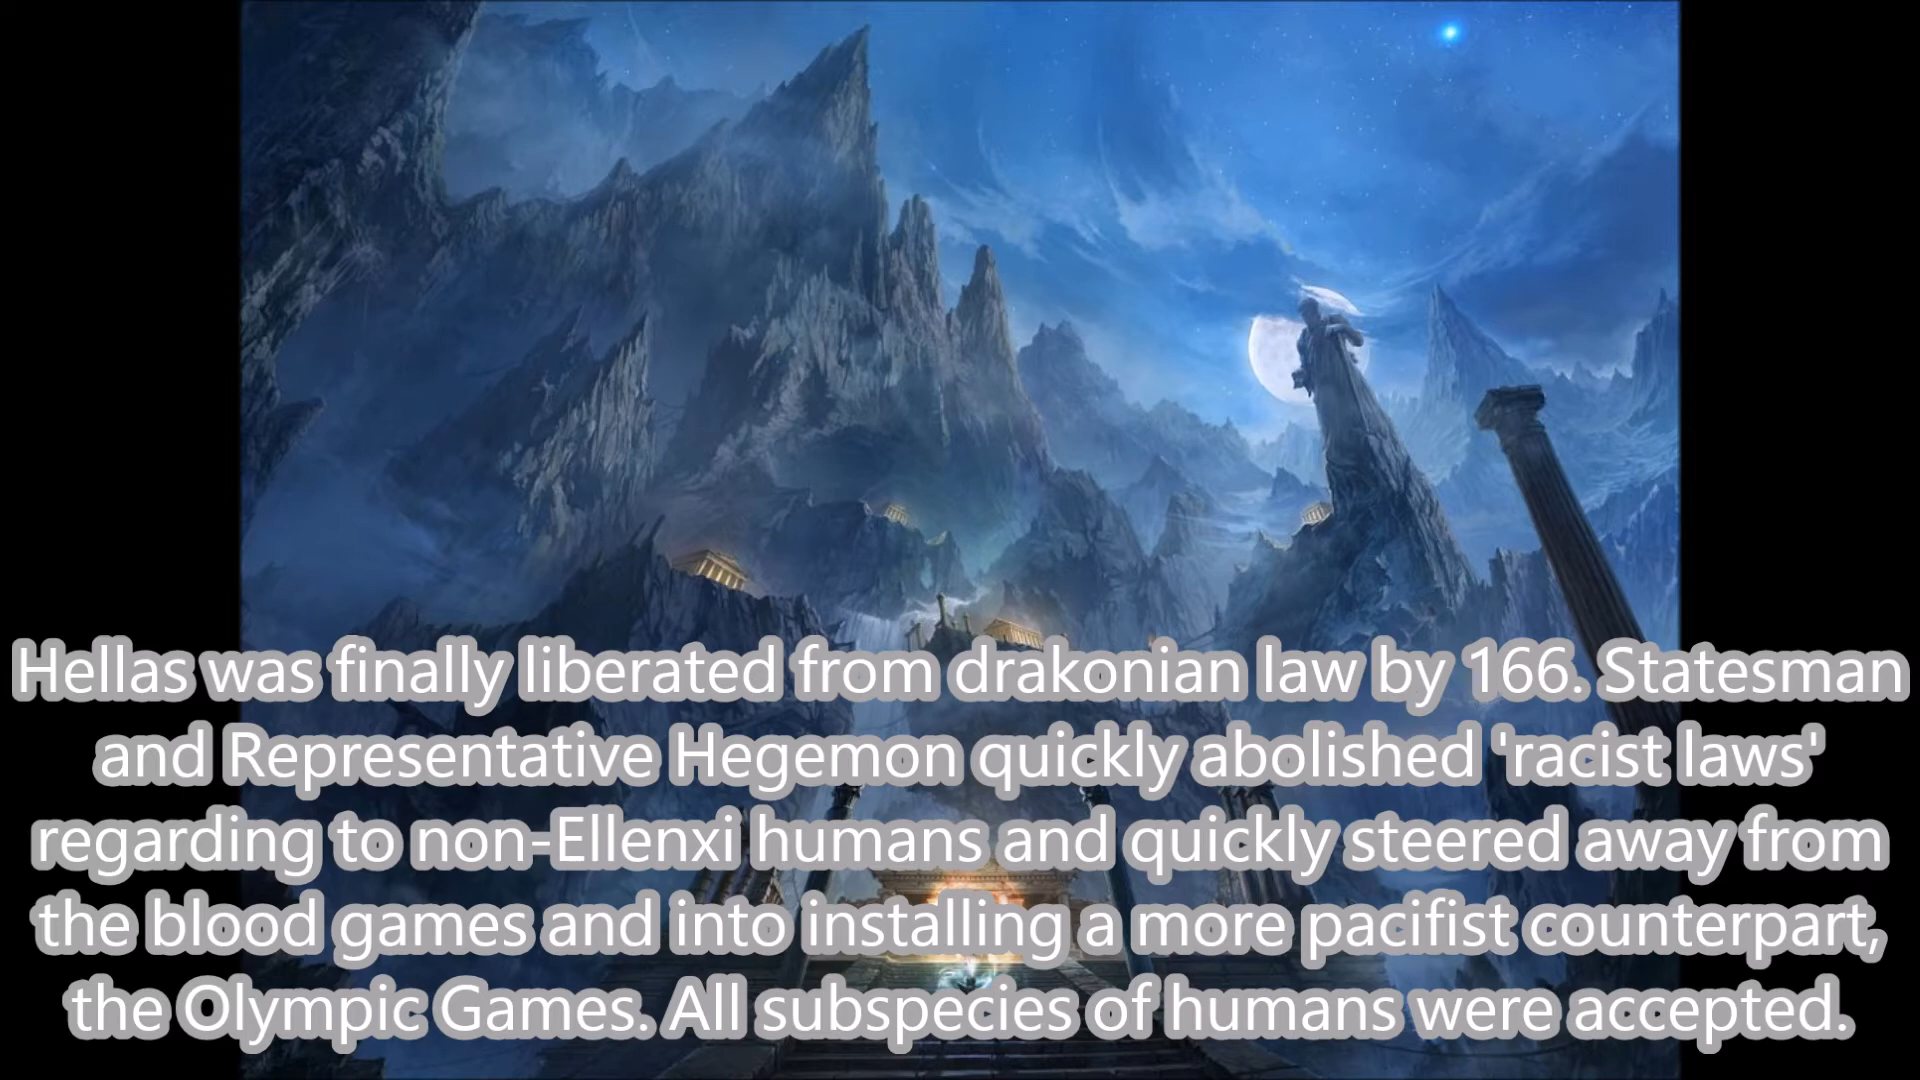 Hellas was finally liberated from drakonian law by 166. Statesman
and Representative Hegemon quickly abolished 'racist laws'
regarding to non-Ellenxi humans and quickly steered away from
the blood games and into installing a more pacifist counterpart,
the Olympic Games. All subspecies of humans were accepted.